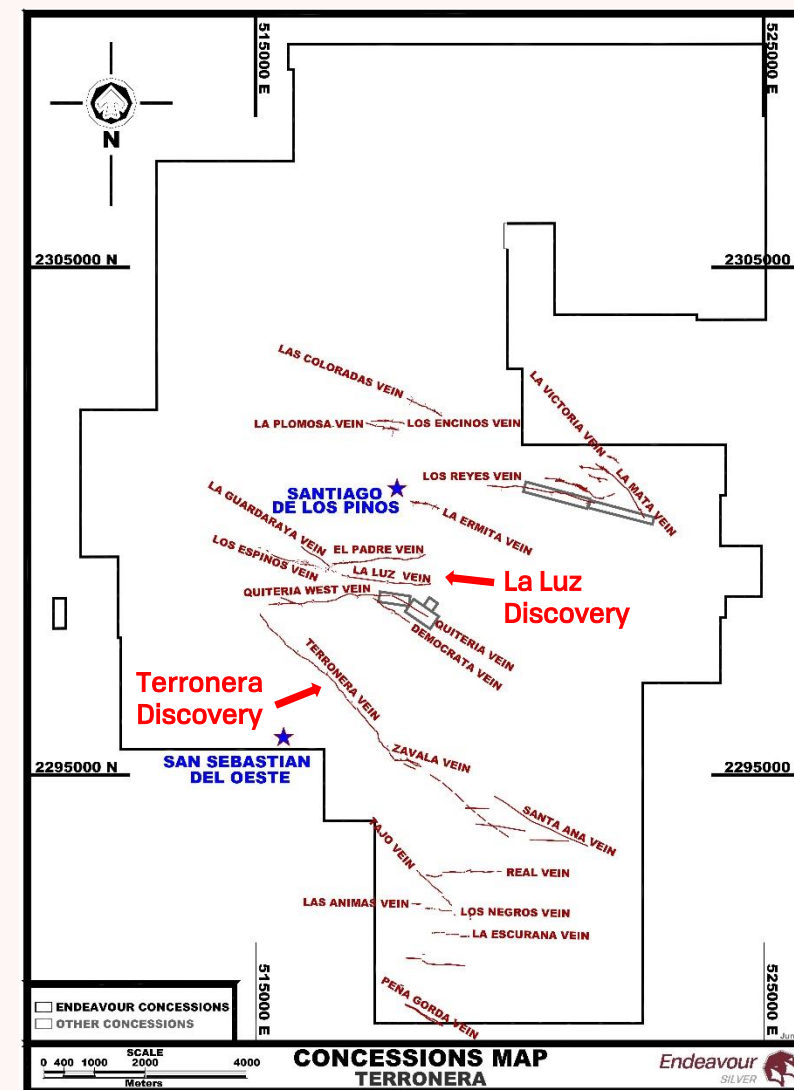 515000 E
525000 E
N
2305000 N
2305000
LAS COLORADAS VEIN
LA VICTORIA VEIN
LA PLOMOSA VEIN
LOS ENCINOS VEIN
LOS REYES VEIN
LA MATA VEIN
SANTIAGO
DE LOS PINOS
LA GUARDARAYA VEIN
LA ERMITA VEIN
LOS ESPINOS VEIN
EL PADRE VEIN
LA LUZ VEIN
La Luz
Discovery
QUITERIA WEST VEIN
QUITERIA VEIN
DEMOCRATA VEIN
TERRONERA VEIN
Terronera
Discovery
SAN SEBASTIAN
DEL OESTE
ZAVALA VEIN
2295000 N
2295000
SANTA ANA VEIN
TAJO VEIN
REAL VEIN
LAS ANIMAS VEIN
LOS NEGROS VEIN
LA ESCURANA VEIN
PEÑA GORDA VEIN
515000 E
525000 E
ENDEAVOUR CONCESSIONS
OTHER CONCESSIONS
SCALE
0 400 1000 2000 4000
Meters
CONCESSIONS MAP
TERRONERA
Endeavour
SILVER